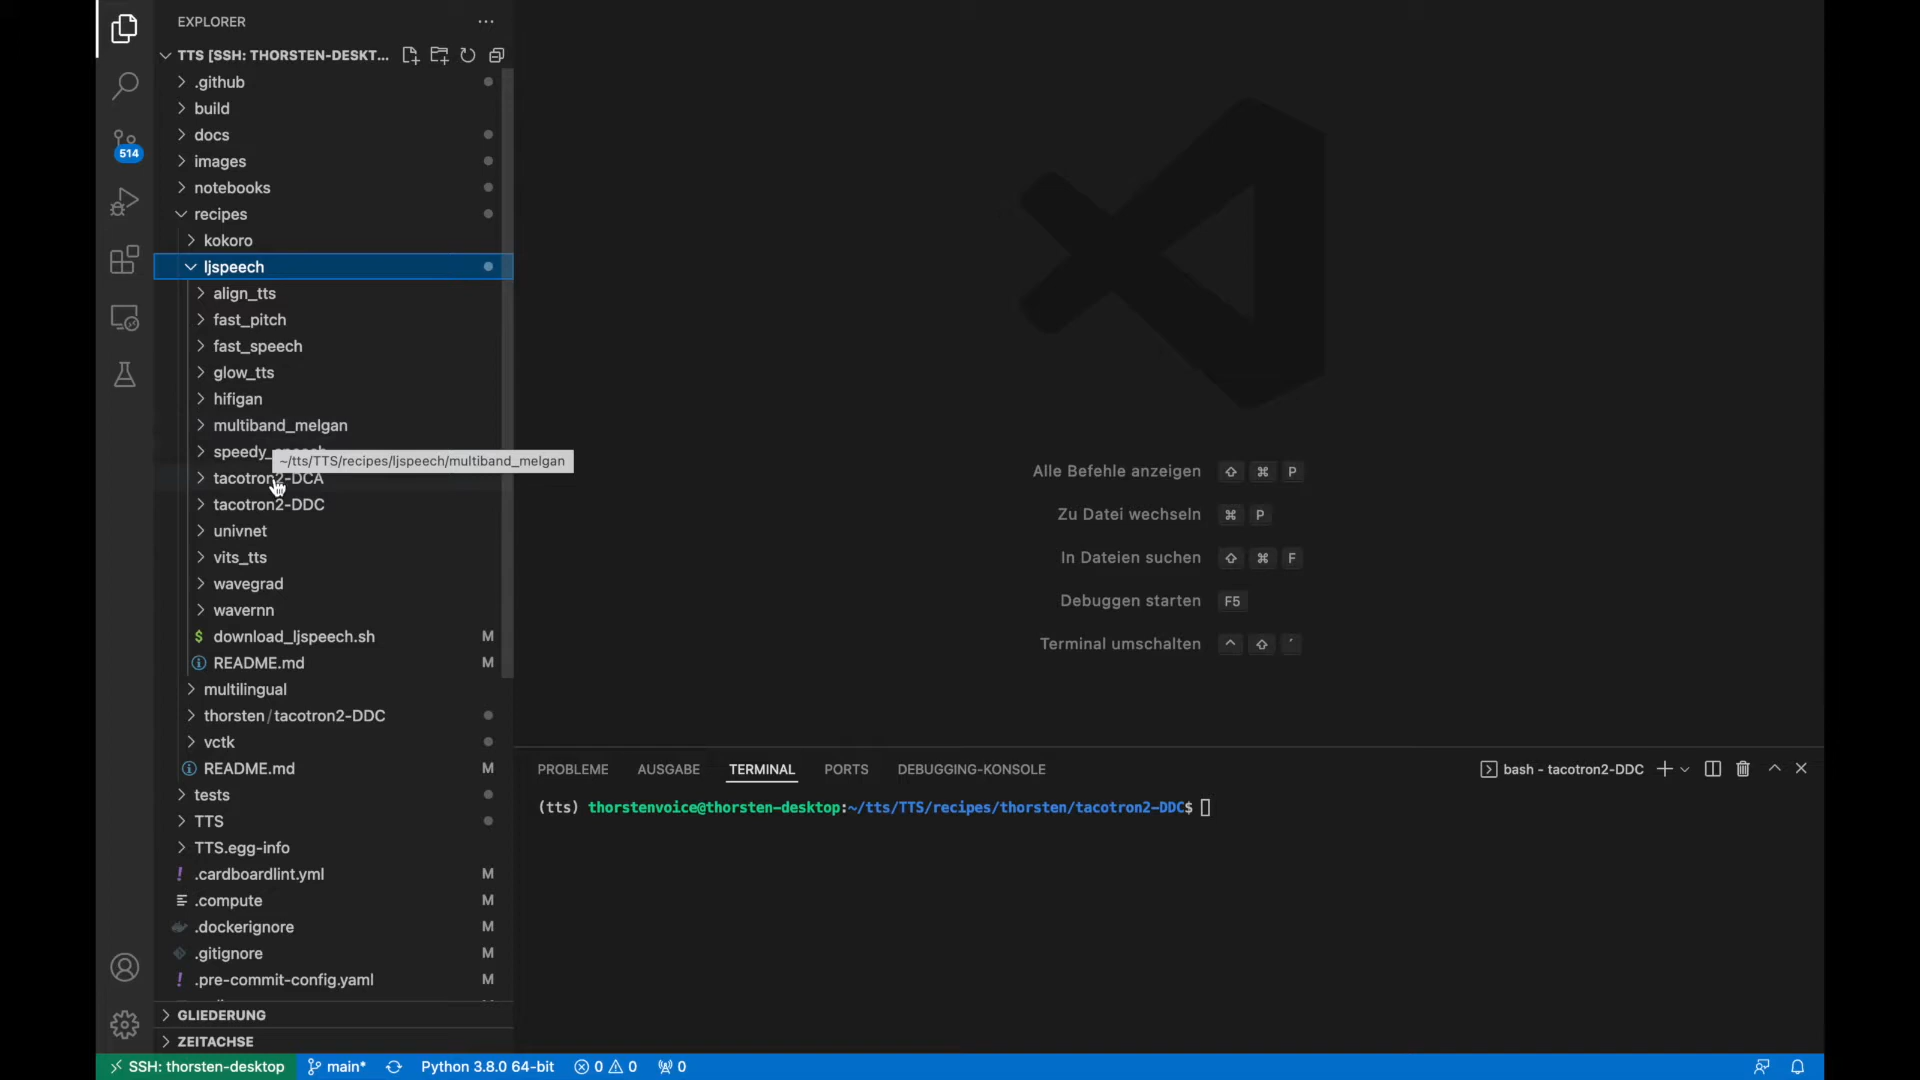 EXPLORER
TTS [SSH: THORSTEN-DESKT...
.github
514
build
docs
images
notebooks
recipes
kokoro
ljspeech
align_tts
fast_pitch
fast_speech
glow_tts
hifigan
multiband_melgan
speedy_
~/tts/TTS/recipes/ljspeech/multiband_melgan
tacotron2-DCA
tacotron2-DDC
univnet
vits_tts
wavegrad
wavernn
download_ljspeech.sh M
README.md M
multilingual
thorsten / tacotron2-DDC
vctk
README.md M
tests
TTS
TTS.egg-info
.cardboardlint.yml M
.compute M
.dockerignore M
.gitignore M
.pre-commit-config.yaml M
GLIEDERUNG
ZEITACHSE
Alle Befehle anzeigen ⇧ ⌘ P
Zu Datei wechseln ⌘ P
In Dateien suchen ⇧ ⌘ F
Debuggen starten F5
Terminal umschalten ^ ⇧ ´
PROBLEME AUSGABE TERMINAL PORTS DEBUGGING-KONSOLE bash - tacotron2-DDC
(tts) thorstenvoice@thorsten-desktop:~/tts/TTS/recipes/thorsten/tacotron2-DDC$
SSH: thorsten-desktop main* Python 3.8.0 64-bit 0 0 0